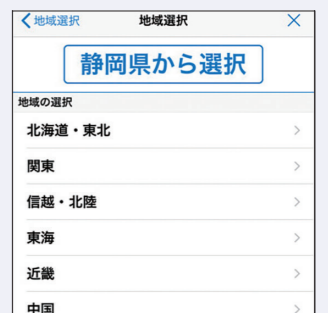 地域選択 地域選択
静岡県から選択
地域の選択
北海道・東北
関東
信越・北陸
東海
近畿
中国